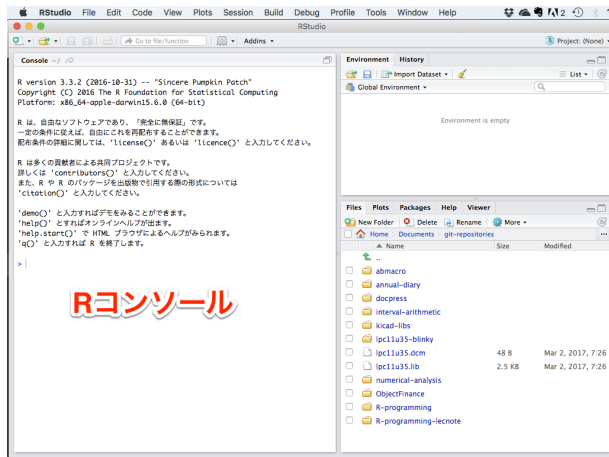 RStudio File Edit Code View Plots Session Build Debug Profile Tools Window Help
RStudio
Go to file/function Addins Project: (None)
Console ~/
R version 3.3.2 (2016-10-31) -- "Sincere Pumpkin Patch"
Copyright (C) 2016 The R Foundation for Statistical Computing
Platform: x86_64-apple-darwin15.6.0 (64-bit)
R は、自由なソフトウェアであり、「完全に無保証」です。
一定の条件に従えば、自由にこれを再配布することができます。
配布条件の詳細に関しては、'license()' あるいは 'licence()' と入力してください。
R は多くの貢献者による共同プロジェクトです。
詳しくは 'contributors()' と入力してください。
また、R や R のパッケージを出版物で引用する際の形式については
'citation()' と入力してください。
'demo()' と入力すればデモをみることができます。
'help()' とすればオンラインヘルプが出ます。
'help.start()' で HTML ブラウザによるヘルプがみられます。
'q()' と入力すれば R を終了します。
>
Rコンソール
Environment History
Import Dataset List
Global Environment
Environment is empty
Files Plots Packages Help Viewer
New Folder Delete Rename More
Home Documents git-repositories
Name Size Modified
..
abmacro
annual-diary
docpress
interval-arithmetic
kicad-libs
lpc11u35-blinky
lpc11u35.dcm 48 B Mar 2, 2017, 7:26
lpc11u35.lib 2.5 KB Mar 2, 2017, 7:26
numerical-analysis
ObjectFinance
R-programming
R-programming-lecnote